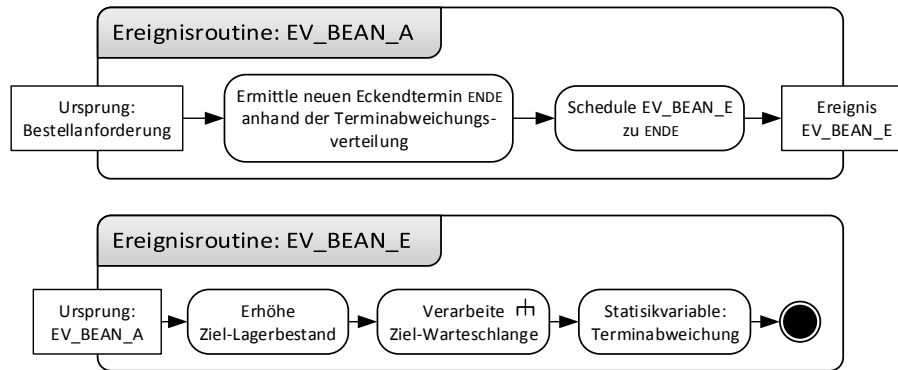 Ereignisroutine: EV_BEAN_A
Ursprung:
Bestellanforderung
Ermittle neuen Eckendtermin ENDE
anhand der Terminabweichungs-
verteilung
Schedule EV_BEAN_E
zu ENDE
Ereignis
EV_BEAN_E
Ereignisroutine: EV_BEAN_E
Ursprung:
EV_BEAN_A
Erhöhe
Ziel-Lagerbestand
Verarbeite
Ziel-Warteschlange
Statisikvariable:
Terminabweichung